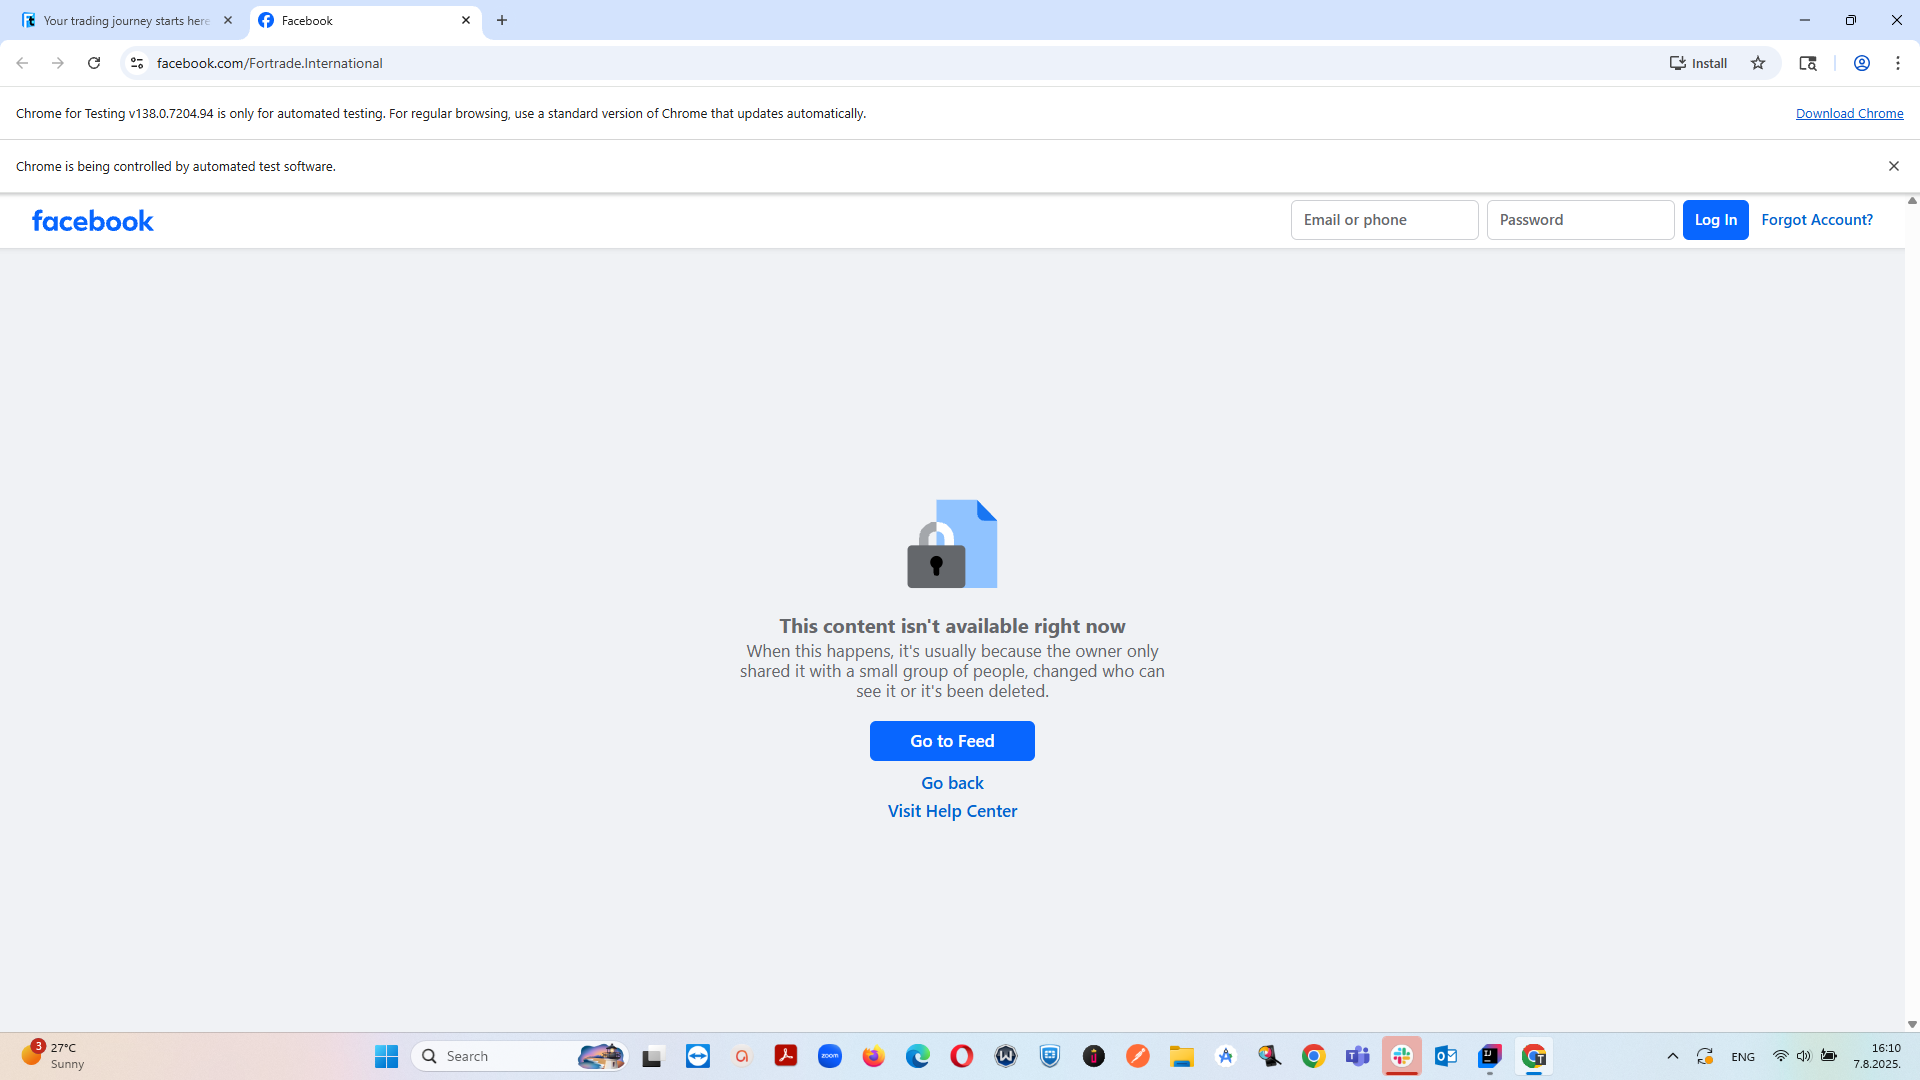 Your trading journey starts here
Facebook
facebook.com/Fortrade.International
Install
Chrome for Testing v138.0.7204.94 is only for automated testing. For regular browsing, use a standard version of Chrome that updates automatically.
Download Chrome
Chrome is being controlled by automated test software.
facebook
Email or phone
Password
Log In
Forgot Account?
This content isn't available right now
When this happens, it's usually because the owner only
shared it with a small group of people, changed who can
see it or it's been deleted.
Go to Feed
Go back
Visit Help Center
3
27°C
Sunny
Search
zoom
ENG
16:10
7.8.2025.